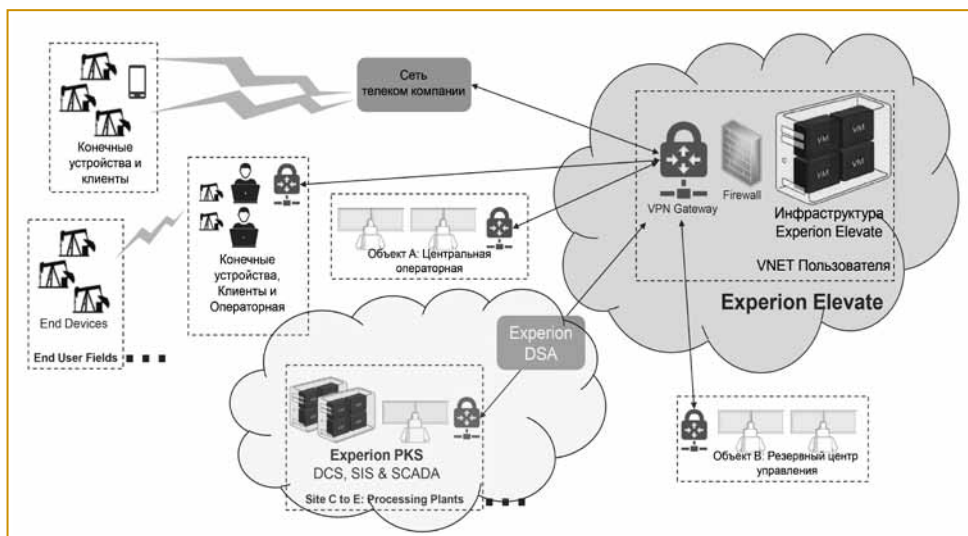 Конечные
устройства и
клиенты
Сеть
телеком компании
End Devices
End User Fields
Конечные
устройства,
Клиенты и
Операторная
Объект A: Центральная
операторная
VPN Gateway
Firewall
VM
VM
VM
VM
Инфраструктура
Experion Elevate
VNET Пользователя
Experion Elevate
Experion
DSA
Experion PKS
DCS, SIS & SCADA
Site C to E: Processing Plants
Объект B: Резервный центр
управления